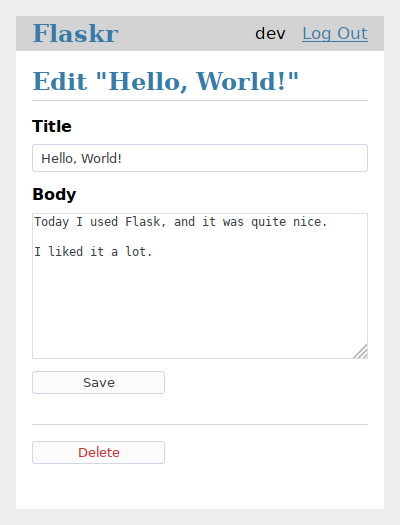 Flaskr dev Log Out
Edit "Hello, World!"
Title
Hello, World!
Body
Today I used Flask, and it was quite nice.
I liked it a lot.
Save
Delete